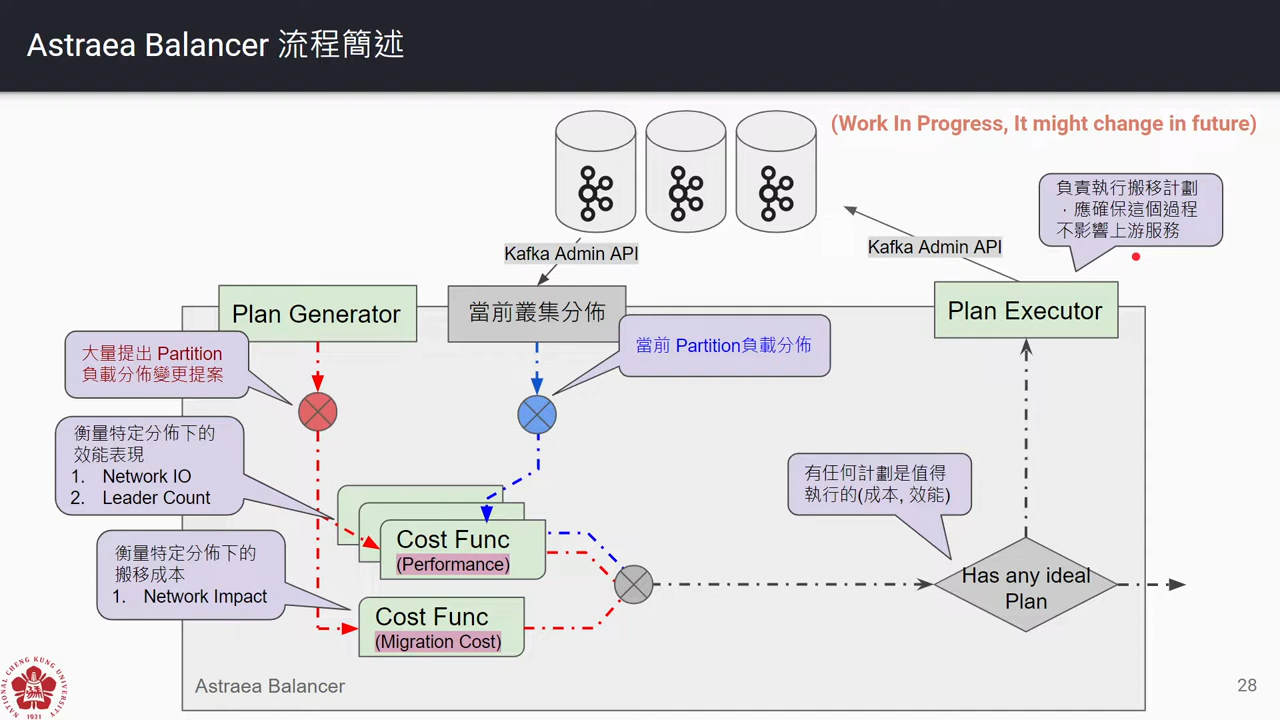 Astraea Balancer 流程簡述
(Work In Progress, It might change in future)
負責執行搬移計劃
，應確保這個過程
不影響上游服務
Kafka Admin API
Kafka Admin API
Plan Generator
當前叢集分佈
Plan Executor
大量提出 Partition
負載分佈變更提案
當前 Partition負載分佈
衡量特定分佈下的
效能表現
1. Network IO
2. Leader Count
有任何計劃是值得
執行的(成本, 效能)
Cost Func
(Performance)
衡量特定分佈下的
搬移成本
1. Network Impact
Cost Func
(Migration Cost)
Has any ideal
Plan
Astraea Balancer
28
NATIONAL CHENG KUNG UNIVERSITY
1931